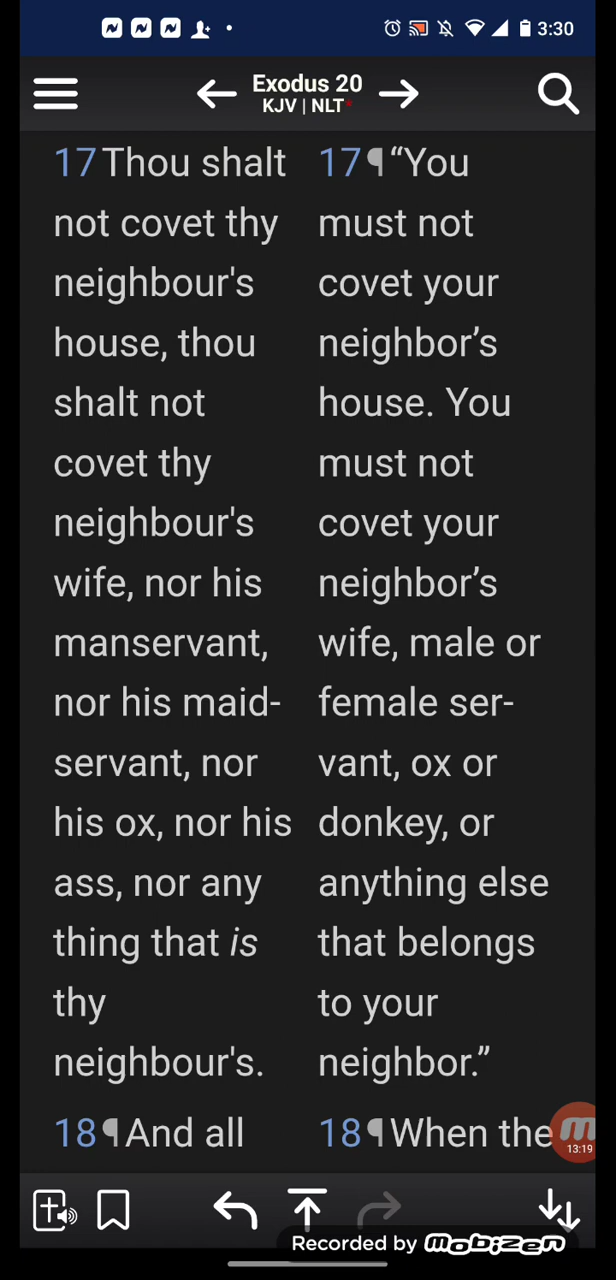 3:30
Exodus 20
KJV | NLT*
17 Thou shalt
not covet thy
neighbour's
house, thou
shalt not
covet thy
neighbour's
wife, nor his
manservant,
nor his maid-
servant, nor
his ox, nor his
ass, nor any
thing that is
thy
neighbour's.
18 ¶ And all
17 ¶ “You
must not
covet your
neighbor’s
house. You
must not
covet your
neighbor’s
wife, male or
female ser-
vant, ox or
donkey, or
anything else
that belongs
to your
neighbor.”
18 ¶ When the
13:19
Recorded by mobizen